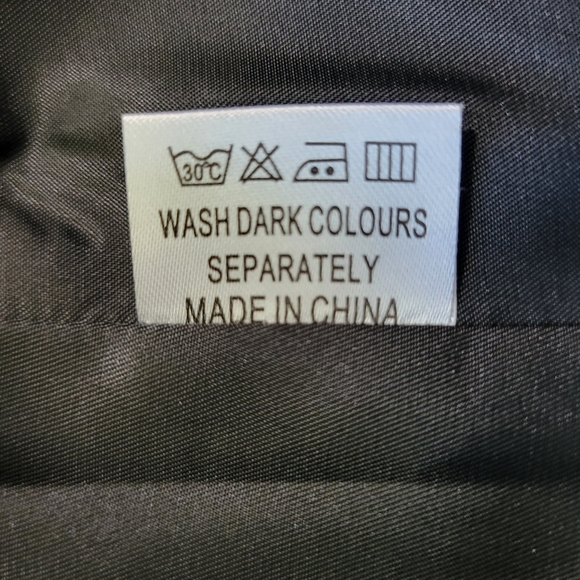 30°C
WASH DARK COLOURS
SEPARATELY
MADE IN CHINA